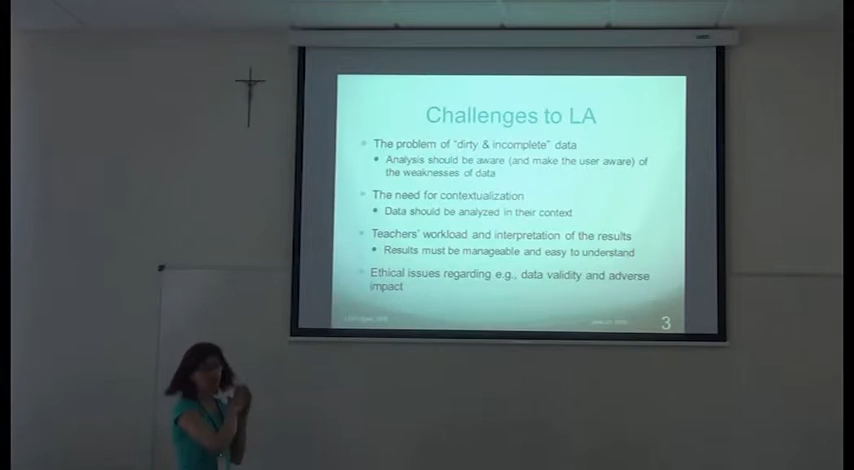 Challenges to LA
The problem of "dirty & incomplete" data
Analysis should be aware (and make the user aware) of
the weaknesses of data
The need for contextualization
Data should be analyzed in their context
Teachers' workload and interpretation of the results
Results must be manageable and easy to understand
Ethical issues regarding e.g., data validity and adverse
impact
3